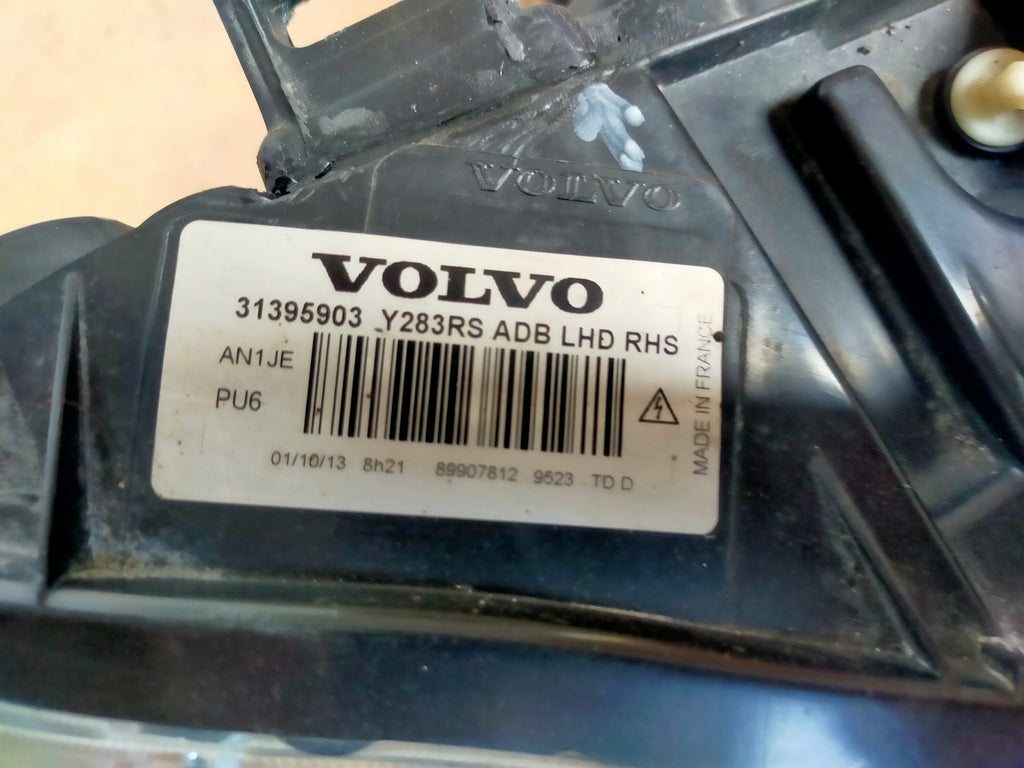 VOLVO
VOLVO
31395903 Y283RS ADB LHD RHS
AN1JE
PU6
01/10/13 8h21 89907812 9523 TD D
MADE IN FRANCE